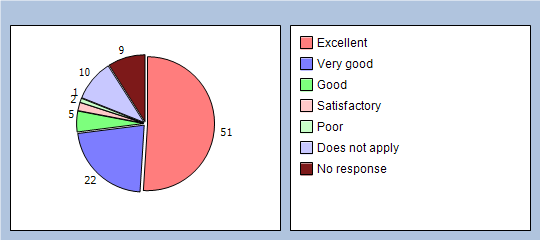 9
10
1
2
5
22
51
Excellent
Very good
Good
Satisfactory
Poor
Does not apply
No response